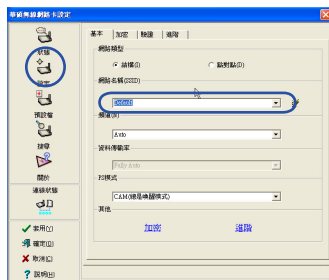 華碩無線網路卡設定
狀態
設定
預設檔
搜尋
關於
連線狀態
套用(Y)
確定(O)
取消(X)
說明(H)
基本 加密 驗證 進階
網路類型
結構(I) 點對點(D)
網路名稱(SSID)
Default
頻道(N)
Auto
資料傳輸率
Fully Auto
PS模式
CAM(總是喚醒模式)
其他
加密 進階